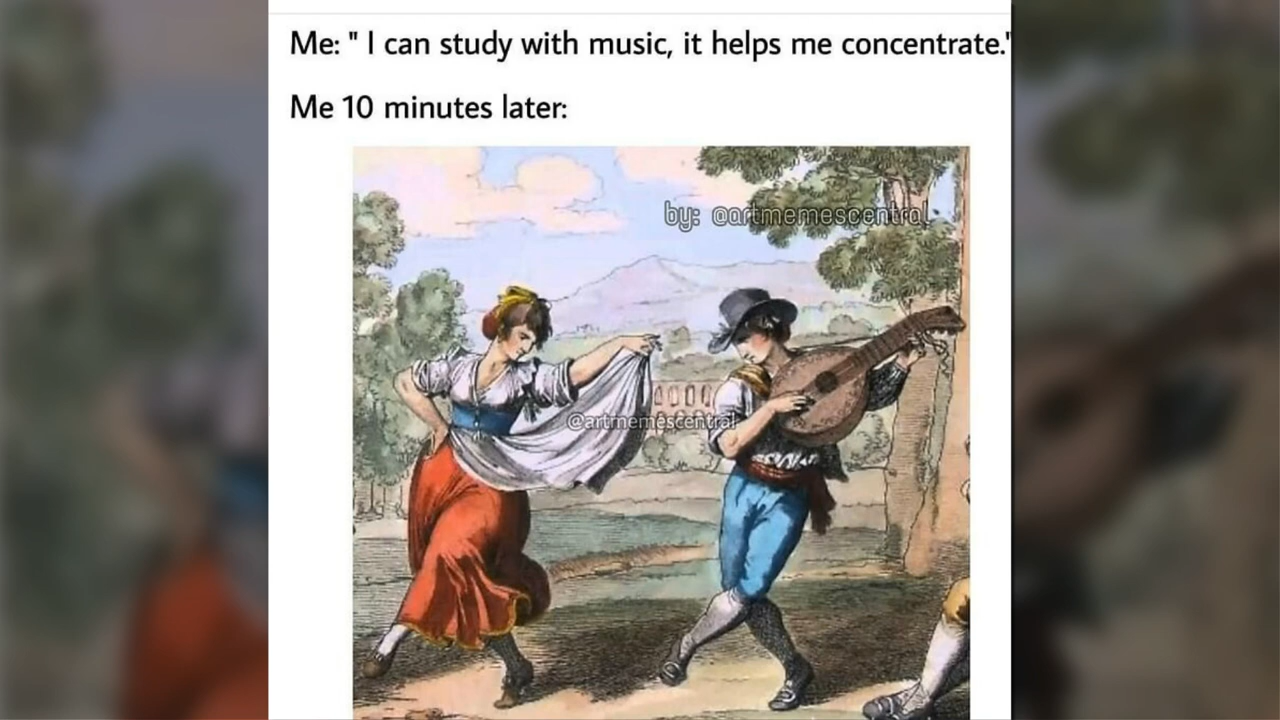 Me: " I can study with music, it helps me concentrate."
Me 10 minutes later:
by: @artmemescentral
@artmemescentral